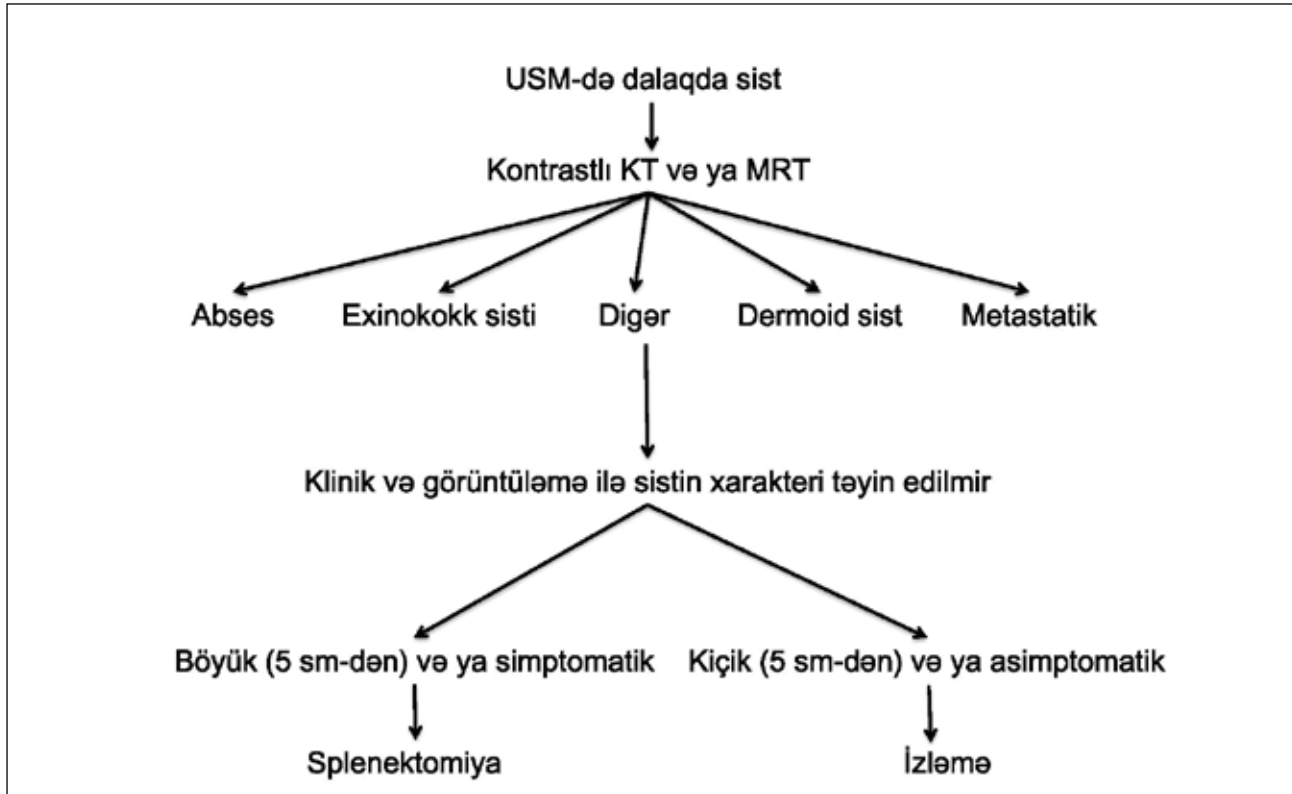 USM-də dalaqda sist
Kontrastlı KT və ya MRT
Abses Exinokokk sisti Digər Dermoid sist Metastatik
Klinik və görüntüləmə ilə sistin xarakteri təyin edilmir
Böyük (5 sm-dən) və ya simptomatik Kiçik (5 sm-dən) və ya asimptomatik
Splenektomiya İzləmə